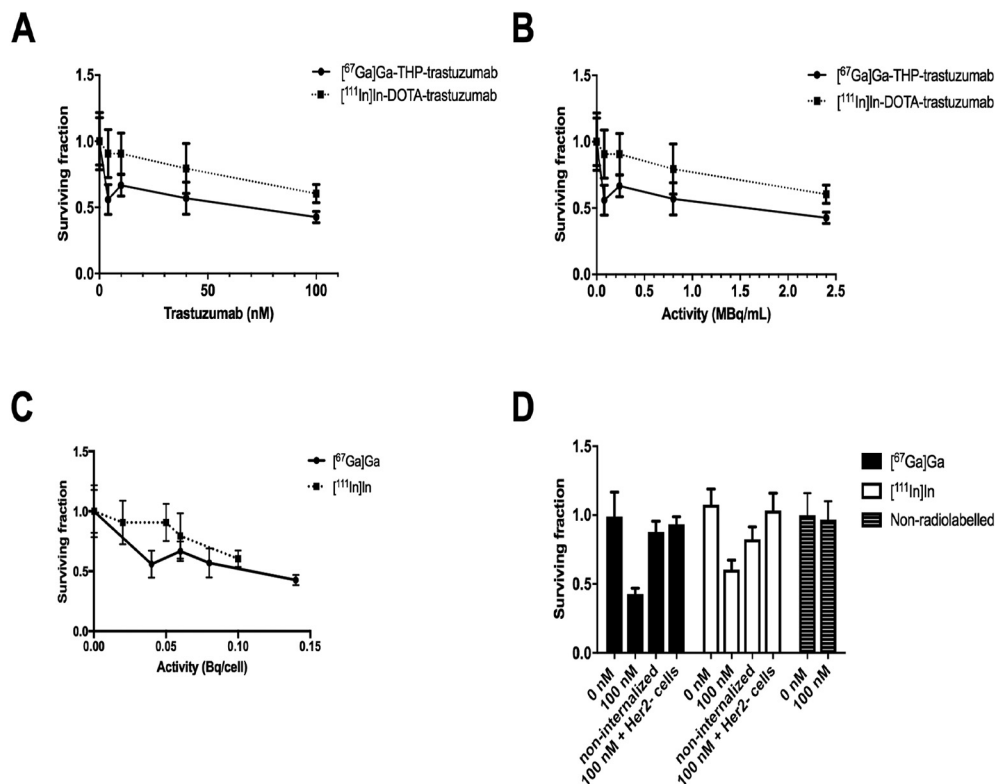 A
1.5
1.0
0.5
0.0
Surviving fraction
0
50
100
Trastuzumab (nM)
[⁶⁷Ga]Ga-THP-trastuzumab
[¹¹¹In]In-DOTA-trastuzumab
B
1.5
1.0
0.5
0.0
Surviving fraction
0.0
0.5
1.0
1.5
2.0
2.5
Activity (MBq/mL)
[⁶⁷Ga]Ga-THP-trastuzumab
[¹¹¹In]In-DOTA-trastuzumab
C
1.5
1.0
0.5
0.0
Surviving fraction
0.00
0.05
0.10
0.15
Activity (Bq/cell)
[⁶⁷Ga]Ga
[¹¹¹In]In
D
1.5
1.0
0.5
0.0
Surviving fraction
0 nM
100 nM
non-internalized
100 nM + Her2- cells
0 nM
100 nM
non-internalized
100 nM + Her2- cells
0 nM
100 nM
[⁶⁷Ga]Ga
[¹¹¹In]In
Non-radiolabelled